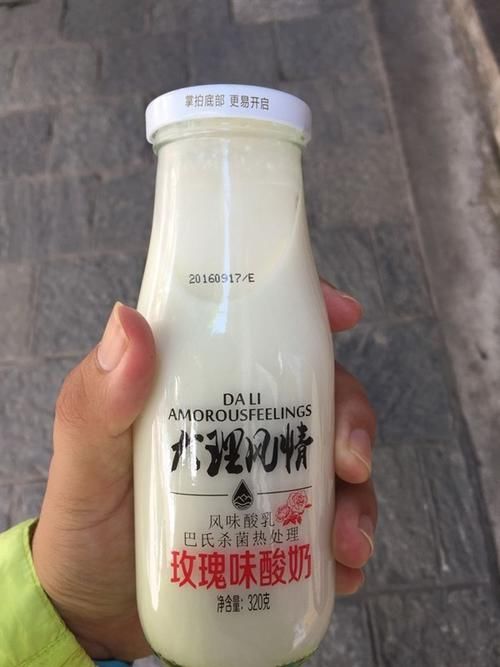 掌拍底部 更易开启
20160917/E
DA LI
AMOROUSFEELINGS
大理风情
风味酸乳
巴氏杀菌热处理
玫瑰味酸奶
净含量:320克